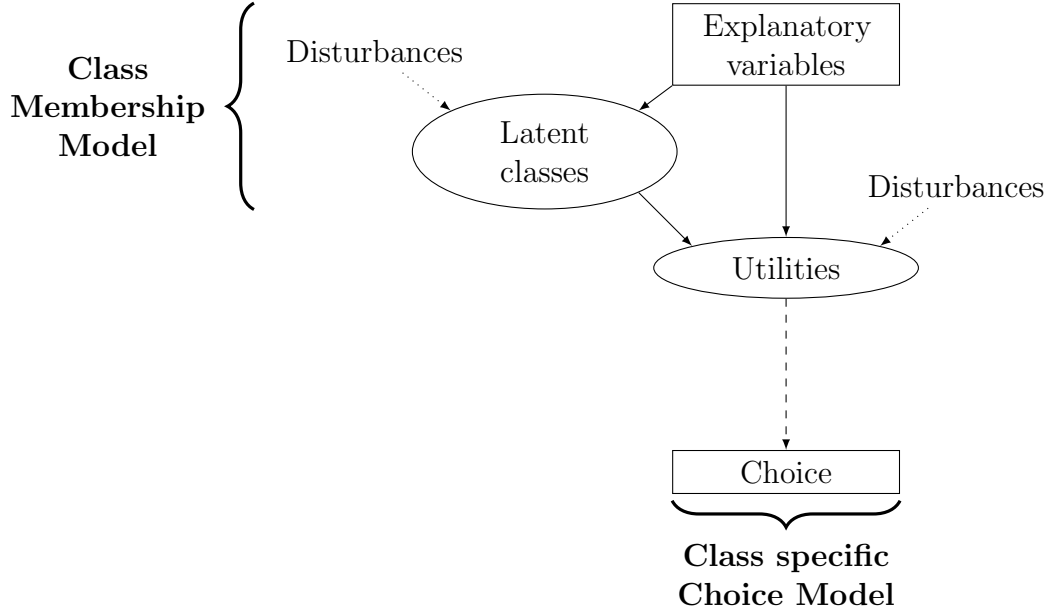 Explanatory
variables
Disturbances
Class
Membership
Model
Latent
classes
Disturbances
Utilities
Choice
Class specific
Choice Model